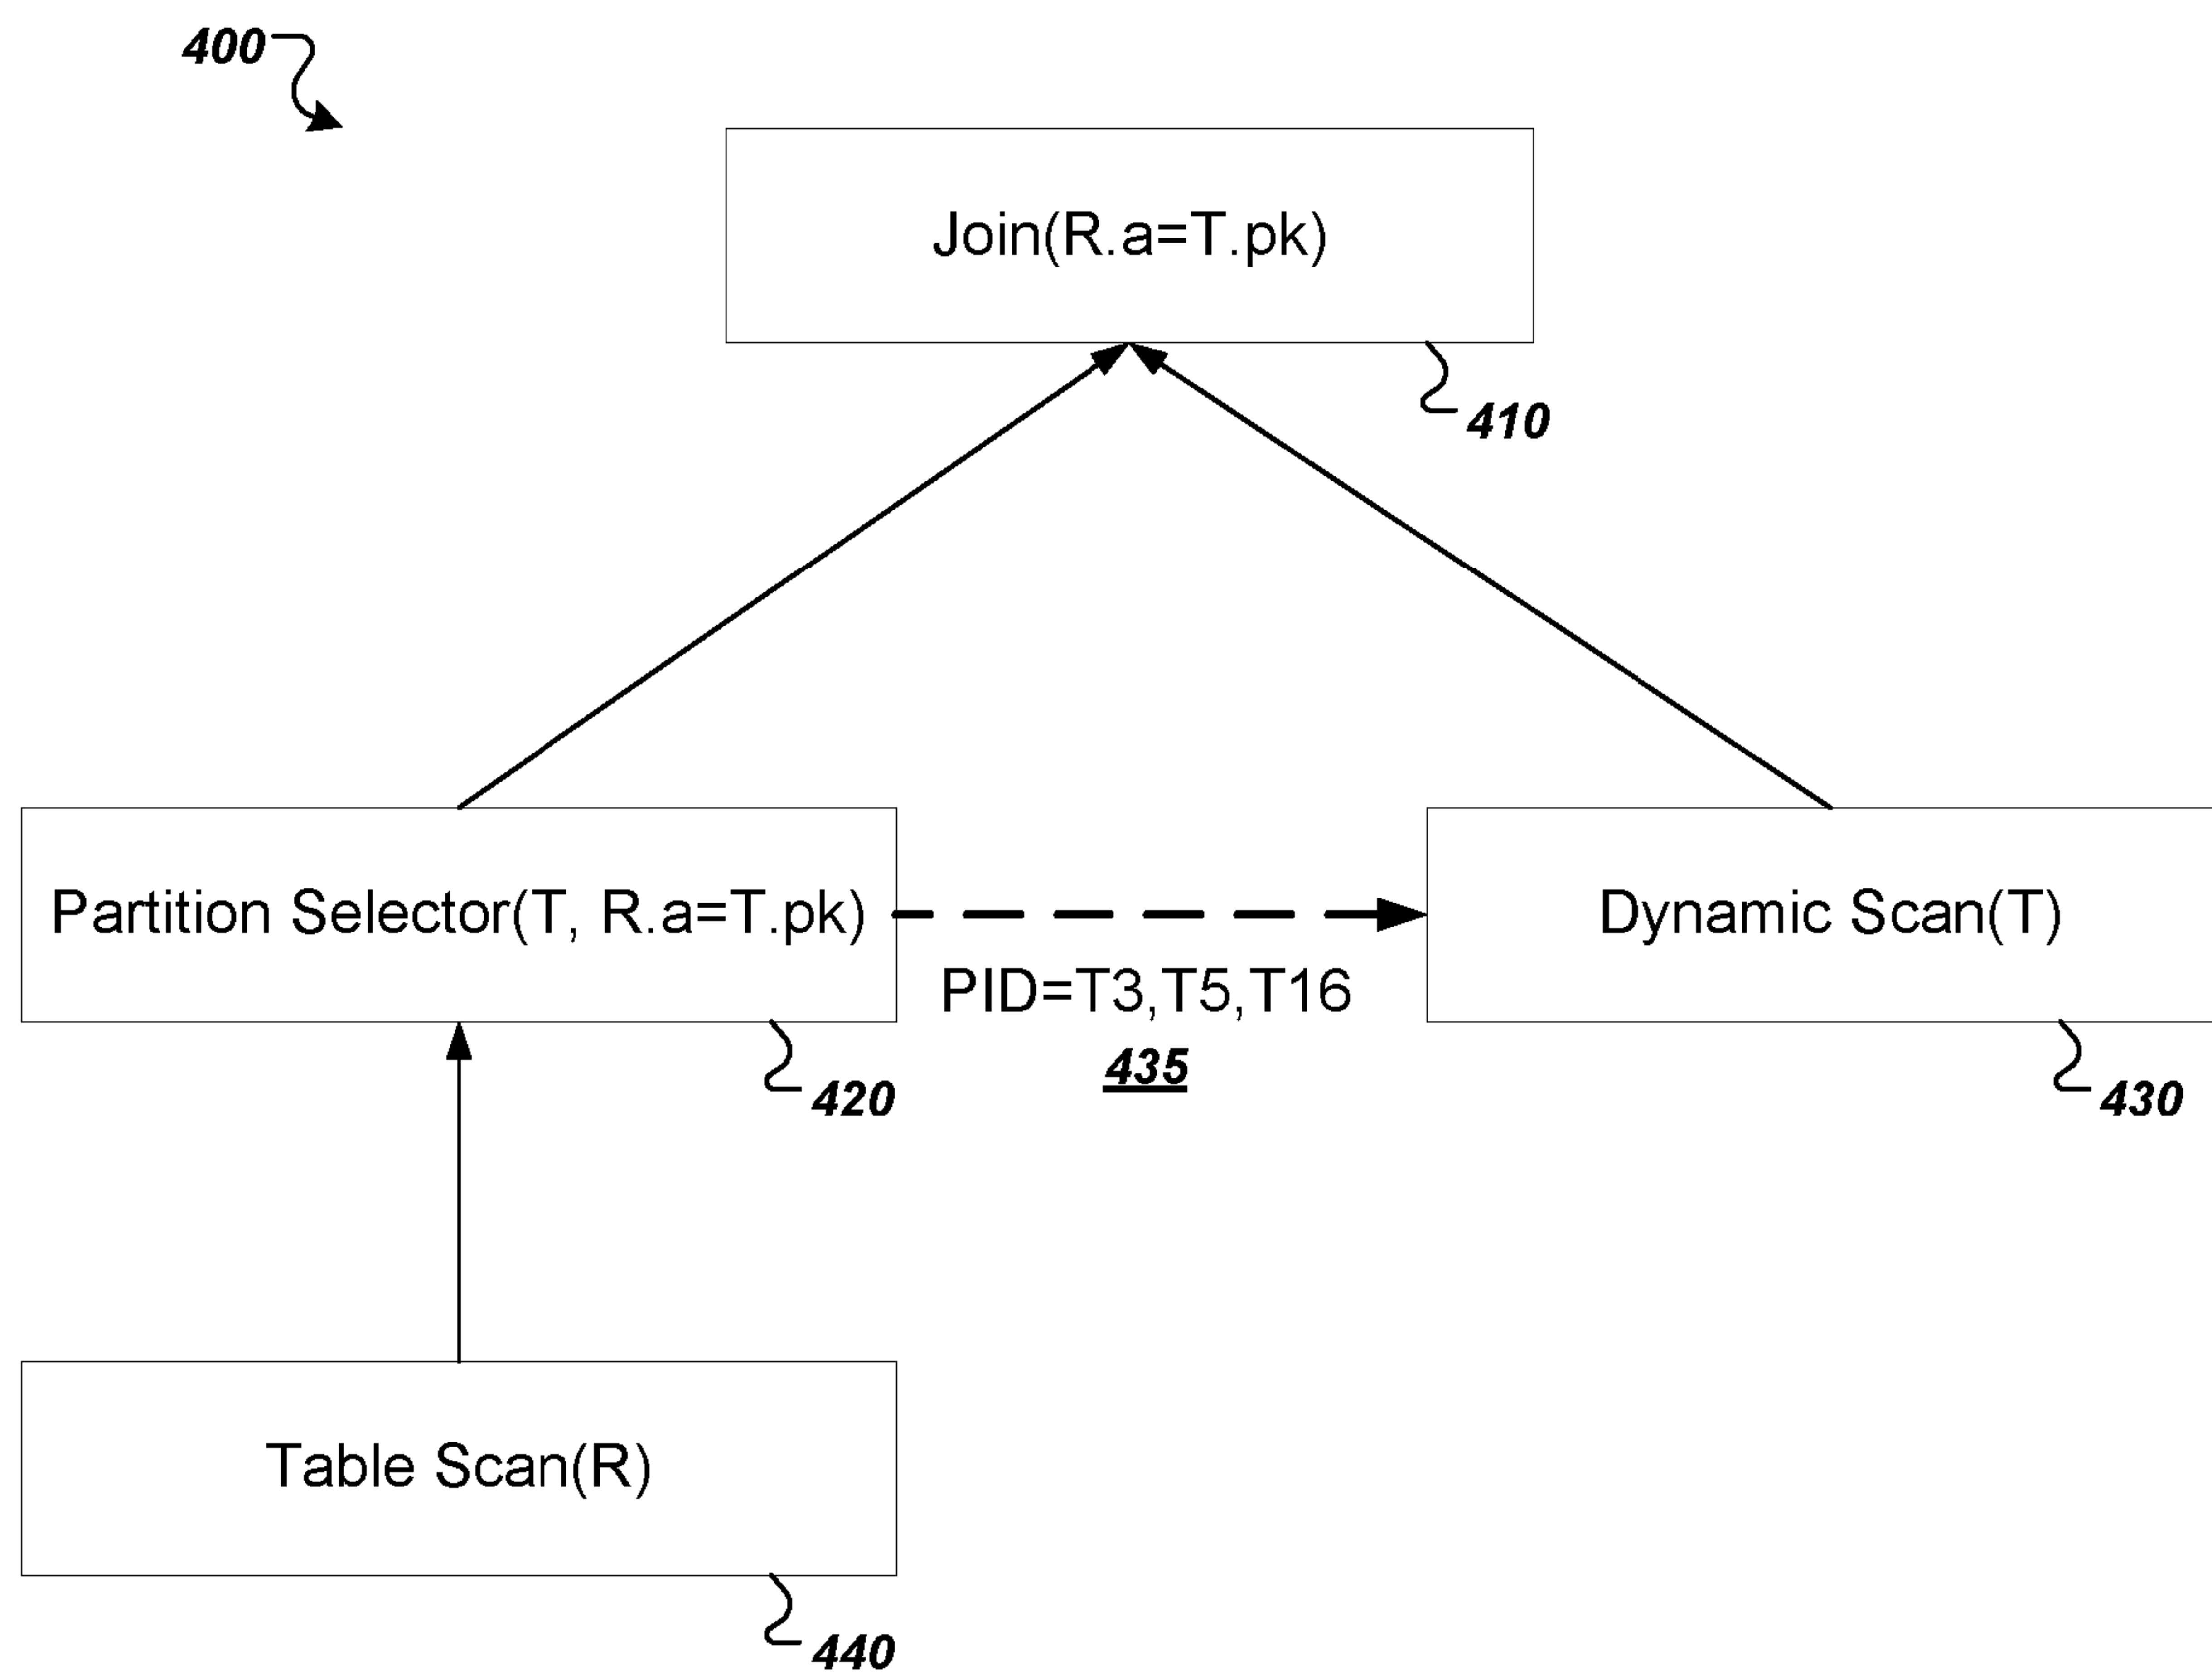 400
Join(R.a=T.pk)
410
Partition Selector(T, R.a=T.pk)
Dynamic Scan(T)
PID=T3,T5,T16
435
420
430
Table Scan(R)
440